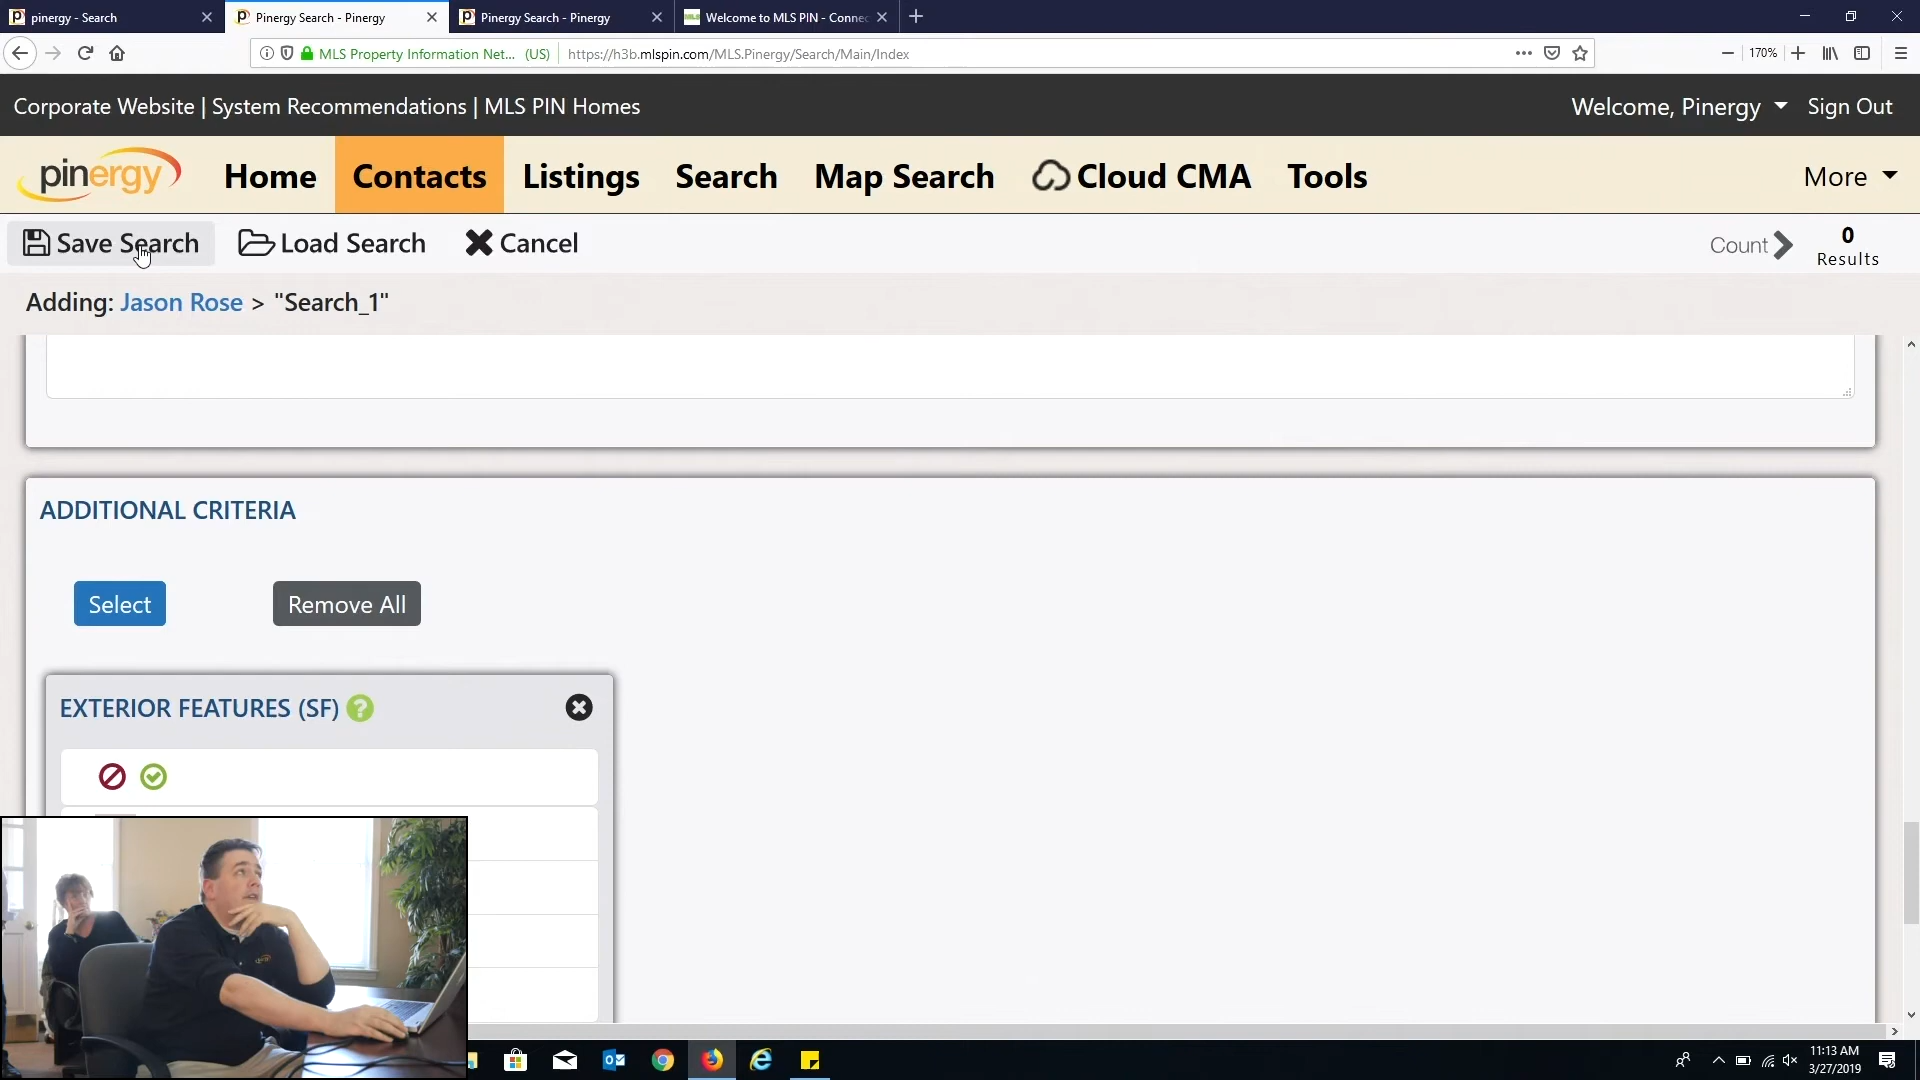 pinergy - Search
Pinergy Search - Pinergy
Pinergy Search - Pinergy
Welcome to MLS PIN - Connec
MLS Property Information Net... (US)
https://h3b.mlspin.com/MLS.Pinergy/Search/Main/Index
170%
Corporate Website | System Recommendations | MLS PIN Homes
Welcome, Pinergy
Sign Out
pinergy
Home
Contacts
Listings
Search
Map Search
Cloud CMA
Tools
More
Save Search
Load Search
Cancel
Count
0
Results
Adding: Jason Rose > "Search_1"
ADDITIONAL CRITERIA
Select
Remove All
EXTERIOR FEATURES (SF)
11:13 AM
3/27/2019